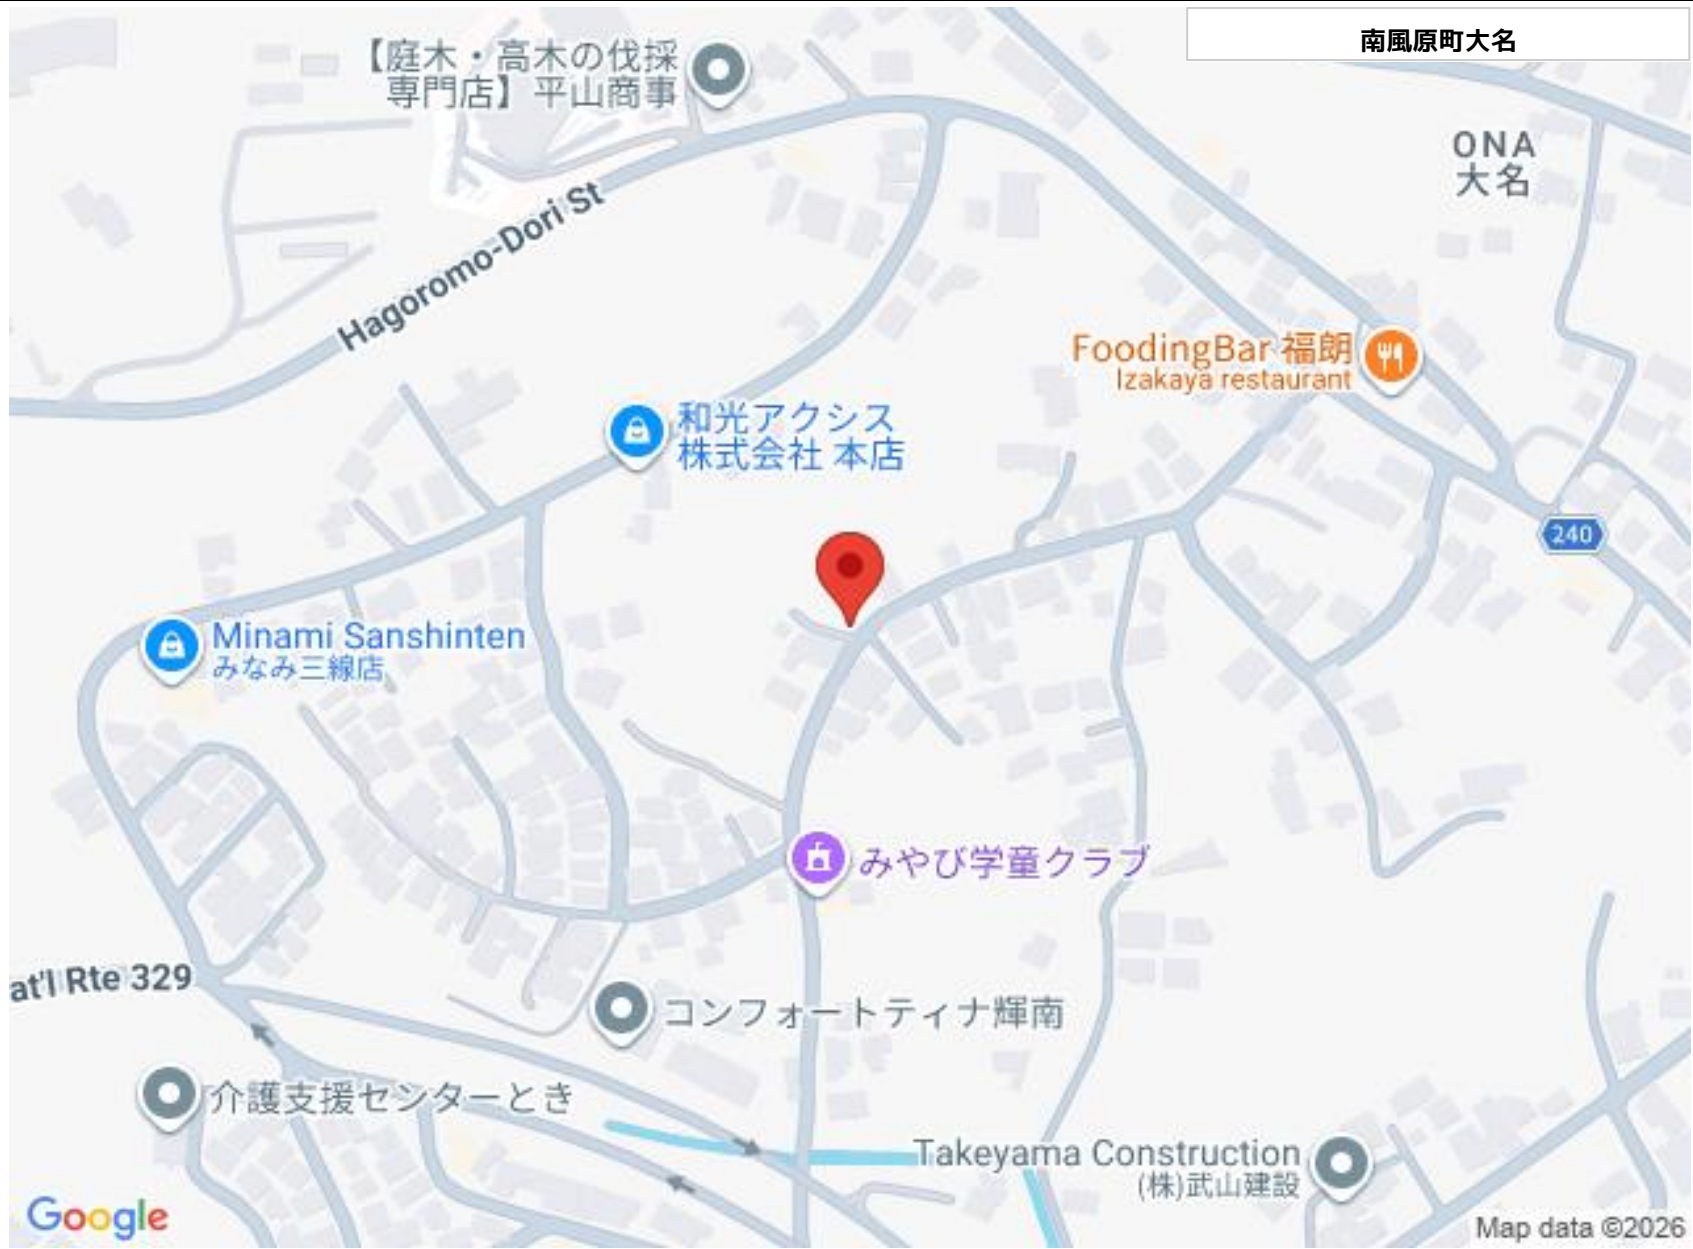 南風原町大名
【庭木・高木の伐採
専門店】平山商事
ONA
大名
Hagoromo-Dori St
FoodingBar 福朗
Izakaya restaurant
和光アクシス
株式会社 本店
240
Minami Sanshinten
みなみ三線店
みやび学童クラブ
at'l Rte 329
コンフォートティナ輝南
介護支援センターとき
Takeyama Construction
(株)武山建設
Google
Map data ©2026